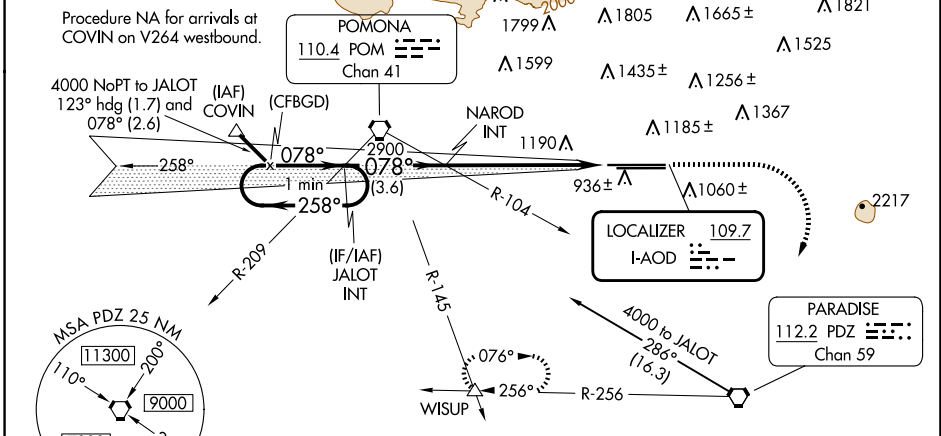 Procedure NA for arrivals at
COVIN on V264 westbound.
POMONA
110.4 POM
Chan 41
2000
1799
1805
1665 ±
1821
1599
1435 ±
1525
1256 ±
1367
1185 ±
1190
936 ±
1060 ±
2217
4000 NoPT to JALOT
123° hdg (1.7) and
078° (2.6)
(IAF)
COVIN
(CFBGD)
NAROD
INT
258°
078°
2900
078°
(3.6)
1 min
258°
R-104
R-209
(IF/IAF)
JALOT
INT
R-145
LOCALIZER 109.7
I-AOD
PARADISE
112.2 PDZ
Chan 59
4000 to JALOT
286°
(16.3)
076°
256°
R-256
WISUP
MSA PDZ 25 NM
11300
200°
110°
9000